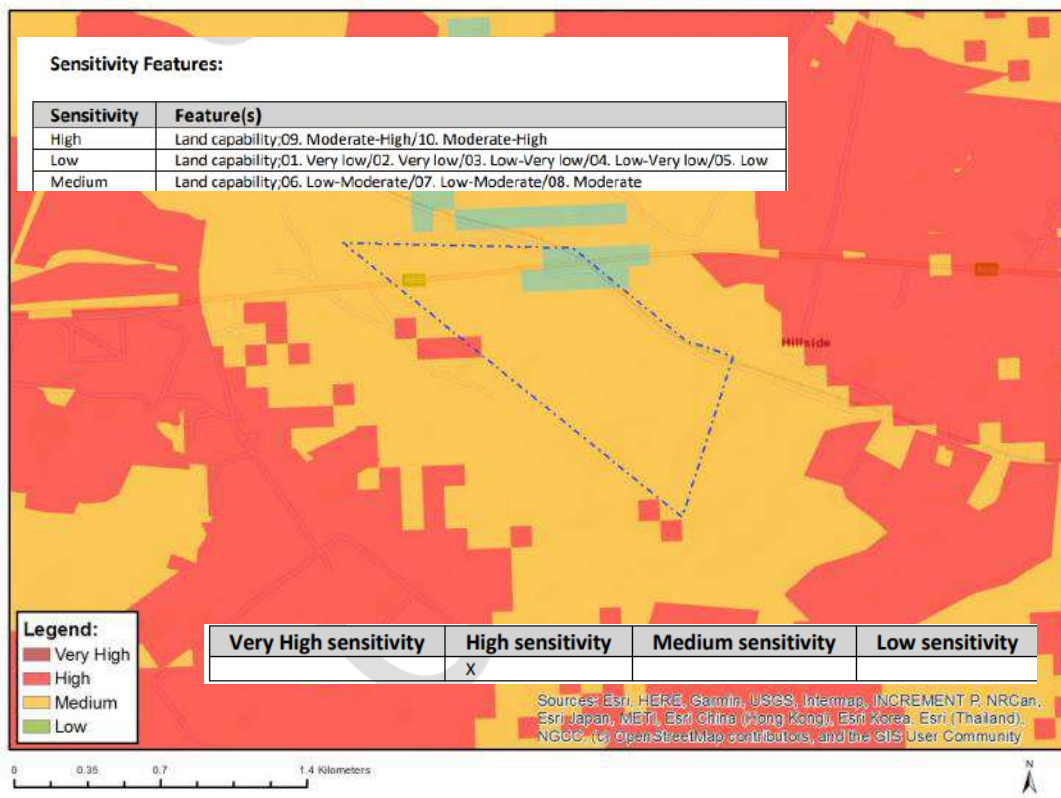 Sensitivity Features:
Sensitivity Feature(s)
High Land capability;09. Moderate-High/10. Moderate-High
Low Land capability;01. Very low/02. Very low/03. Low-Very low/04. Low-Very low/05. Low
Medium Land capability;06. Low-Moderate/07. Low-Moderate/08. Moderate
Hillside
Legend:
Very High
High
Medium
Low
Very High sensitivity High sensitivity Medium sensitivity Low sensitivity
X
Sources: Esri, HERE, Garmin, USGS, Intermap, INCREMENT P, NRCan,
Esri Japan, METI, Esri China (Hong Kong), Esri Korea, Esri (Thailand),
NGCC, (c) OpenStreetMap contributors, and the GIS User Community
0 0.35 0.7 1.4 Kilometers
N